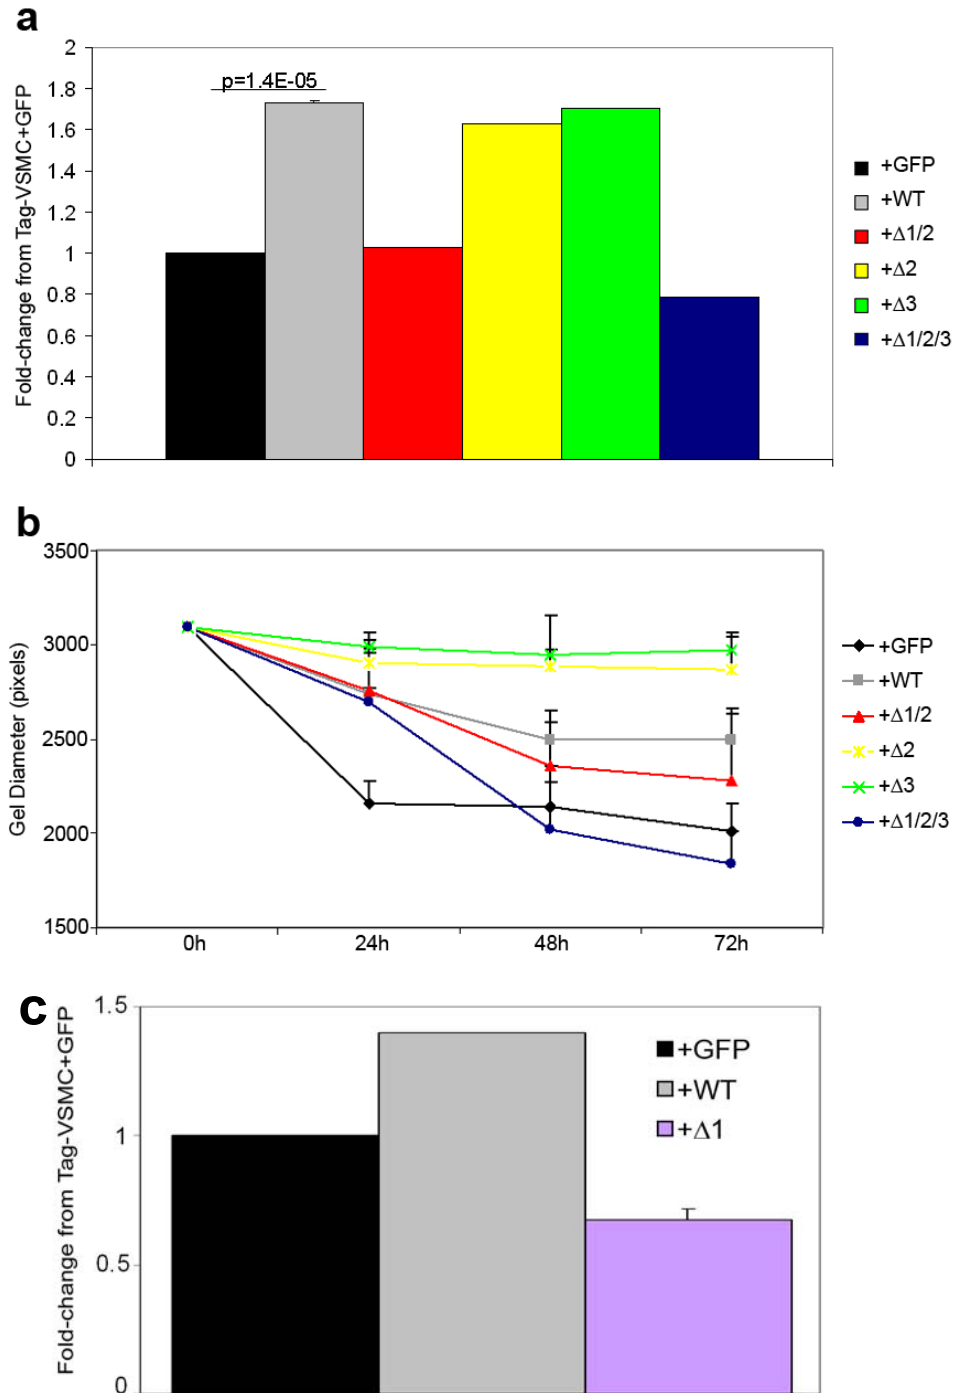 a
Fold-change from Tag-VSMC+GFP
2
1.8
1.6
1.4
1.2
1
0.8
0.6
0.4
0.2
0
p=1.4E-05
+GFP
+WT
+Δ1/2
+Δ2
+Δ3
+Δ1/2/3
b
Gel Diameter (pixels)
3500
3000
2500
2000
1500
0h
24h
48h
72h
+GFP
+WT
+Δ1/2
+Δ2
+Δ3
+Δ1/2/3
c
Fold-change from Tag-VSMC+GFP
1.5
1
0.5
0
+GFP
+WT
+Δ1